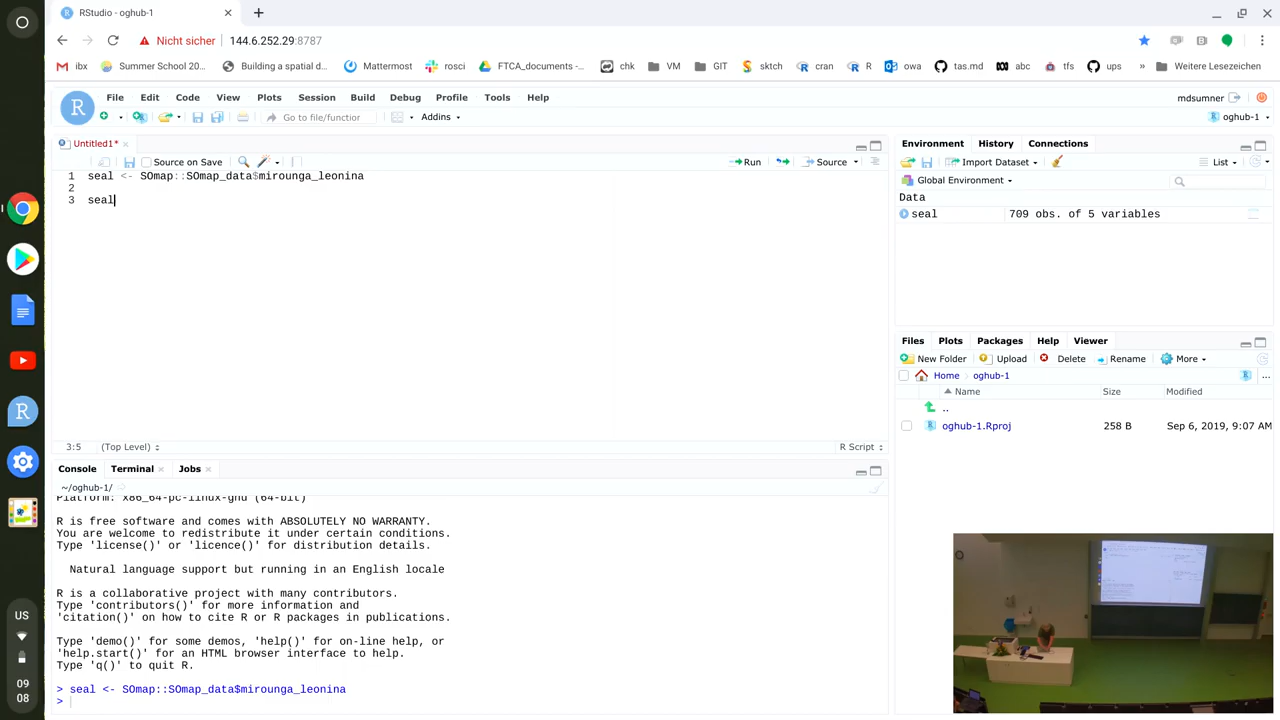 RStudio - oghub-1
Nicht sicher 144.6.252.29:8787
ibx Summer School 20... Building a spatial d Mattermost rosci FTCA_documents -... chk VM GIT sktch cran R owa tas.md abc tfs ups » Weitere Lesezeichen
File Edit Code View Plots Session Build Debug Profile Tools Help
mdsumner
Go to file/function Addins
oghub-1
Untitled1*
Source on Save Run Source
1 seal <- SOmap::SOmap_data$mirounga_leonina
2
3 seal
3:5 (Top Level) R Script
Console Terminal Jobs
~/oghub-1/
Platform: x86_64-pc-linux-gnu (64-bit)
R is free software and comes with ABSOLUTELY NO WARRANTY.
You are welcome to redistribute it under certain conditions.
Type 'license()' or 'licence()' for distribution details.
Natural language support but running in an English locale
R is a collaborative project with many contributors.
Type 'contributors()' for more information and
'citation()' on how to cite R or R packages in publications.
Type 'demo()' for some demos, 'help()' for on-line help, or
'help.start()' for an HTML browser interface to help.
Type 'q()' to quit R.
> seal <- SOmap::SOmap_data$mirounga_leonina
>
Environment History Connections
Import Dataset List
Global Environment
Data
seal 709 obs. of 5 variables
Files Plots Packages Help Viewer
New Folder Upload Delete Rename More
Home oghub-1 ...
Name Size Modified
..
oghub-1.Rproj 258 B Sep 6, 2019, 9:07 AM
US
09
08